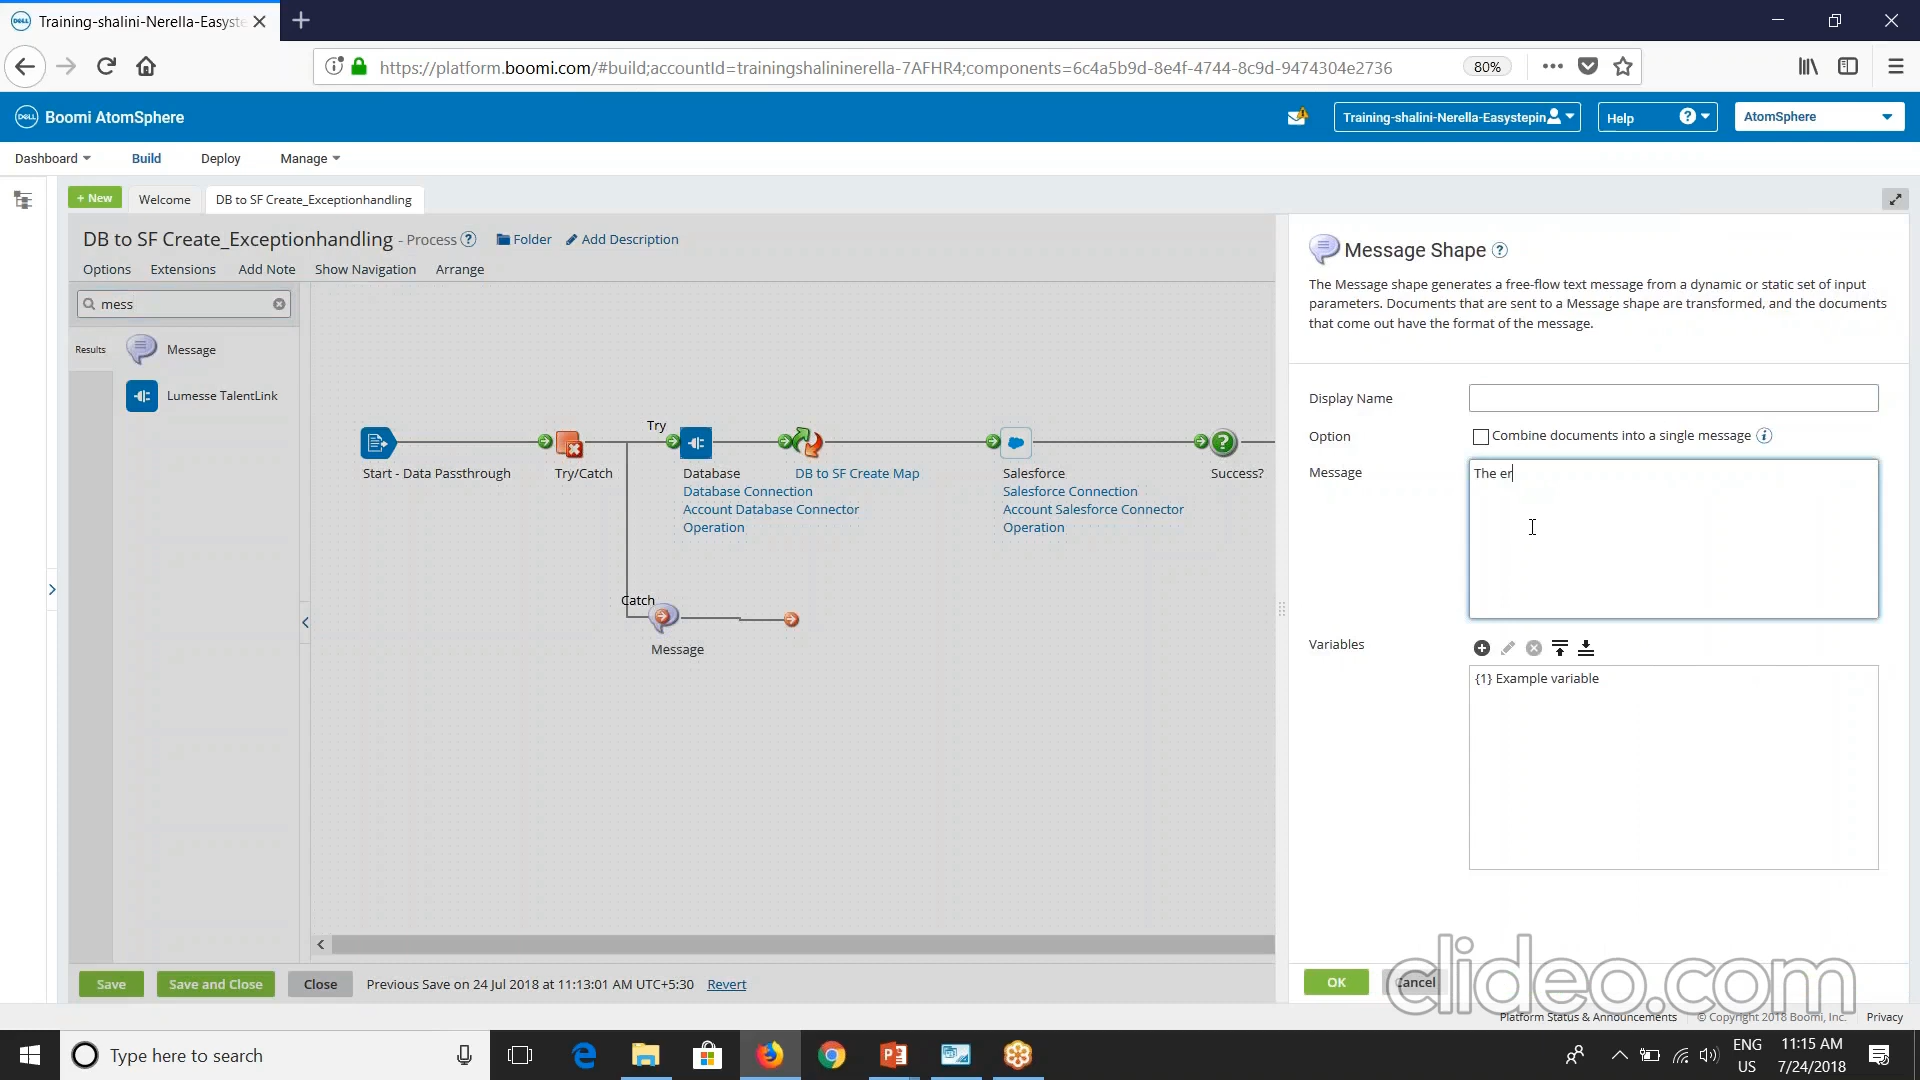 DELL
Training-shalini-Nerella-Easyste
https://platform.boomi.com/#build;accountId=trainingshalininerella-7AFHR4;components=6c4a5b9d-8e4f-4744-8c9d-9474304e2736
80%
DELL
Boomi AtomSphere
Training-shalini-Nerella-Easystepin
Help
AtomSphere
Dashboard
Build
Deploy
Manage
+ New
Welcome
DB to SF Create_Exceptionhandling
DB to SF Create_Exceptionhandling - Process
Folder
Add Description
Options
Extensions
Add Note
Show Navigation
Arrange
mess
Results
Message
Lumesse TalentLink
Start - Data Passthrough
Try/Catch
Try
Database
Database Connection
Account Database Connector
Operation
DB to SF Create Map
Salesforce
Salesforce Connection
Account Salesforce Connector
Operation
Success?
Catch
Message
Message Shape
The Message shape generates a free-flow text message from a dynamic or static set of input
parameters. Documents that are sent to a Message shape are transformed, and the documents
that come out have the format of the message.
Display Name
Option
Combine documents into a single message
Message
The er
Variables
{1} Example variable
Save
Save and Close
Close
Previous Save on 24 Jul 2018 at 11:13:01 AM UTC+5:30
Revert
OK
Cancel
clideo.com
Platform Status & Announcements
© Copyright 2018 Boomi, Inc.
Privacy
Type here to search
ENG
US
11:15 AM
7/24/2018